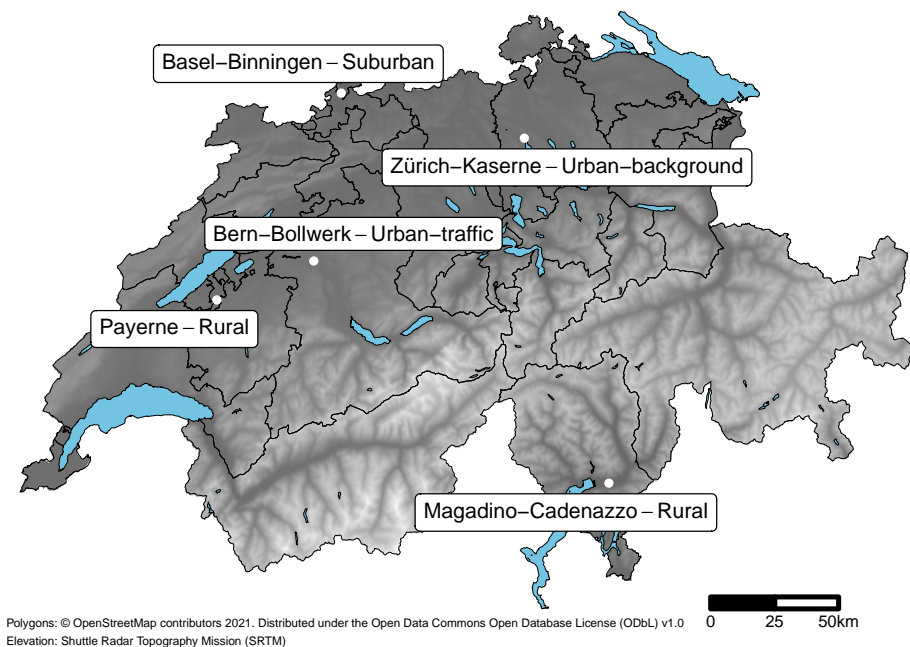 Basel–Binningen – Suburban
Zürich–Kaserne – Urban–background
Bern–Bollwerk – Urban–traffic
Payerne – Rural
Magadino–Cadenazzo – Rural
0 25 50km
Polygons: © OpenStreetMap contributors 2021. Distributed under the Open Data Commons Open Database License (ODbL) v1.0
Elevation: Shuttle Radar Topography Mission (SRTM)